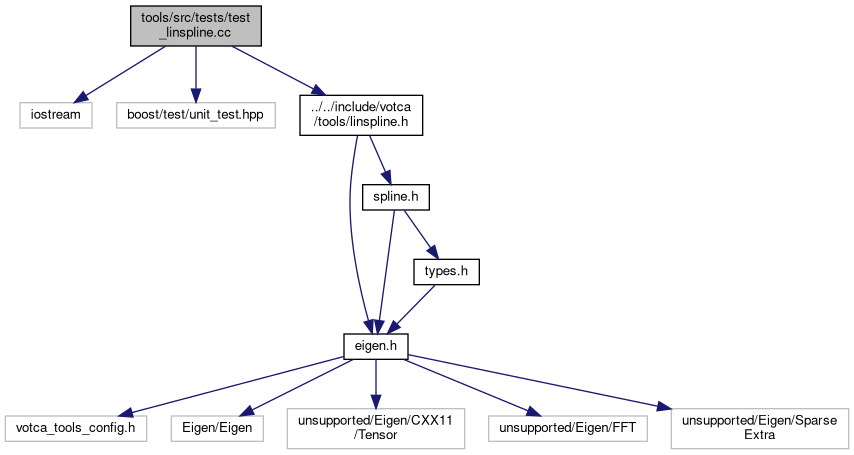 tools/src/tests/test
_linspline.cc
iostream
boost/test/unit_test.hpp
../../include/votca
/tools/linspline.h
spline.h
types.h
eigen.h
votca_tools_config.h
Eigen/Eigen
unsupported/Eigen/CXX11
/Tensor
unsupported/Eigen/FFT
unsupported/Eigen/Sparse
Extra